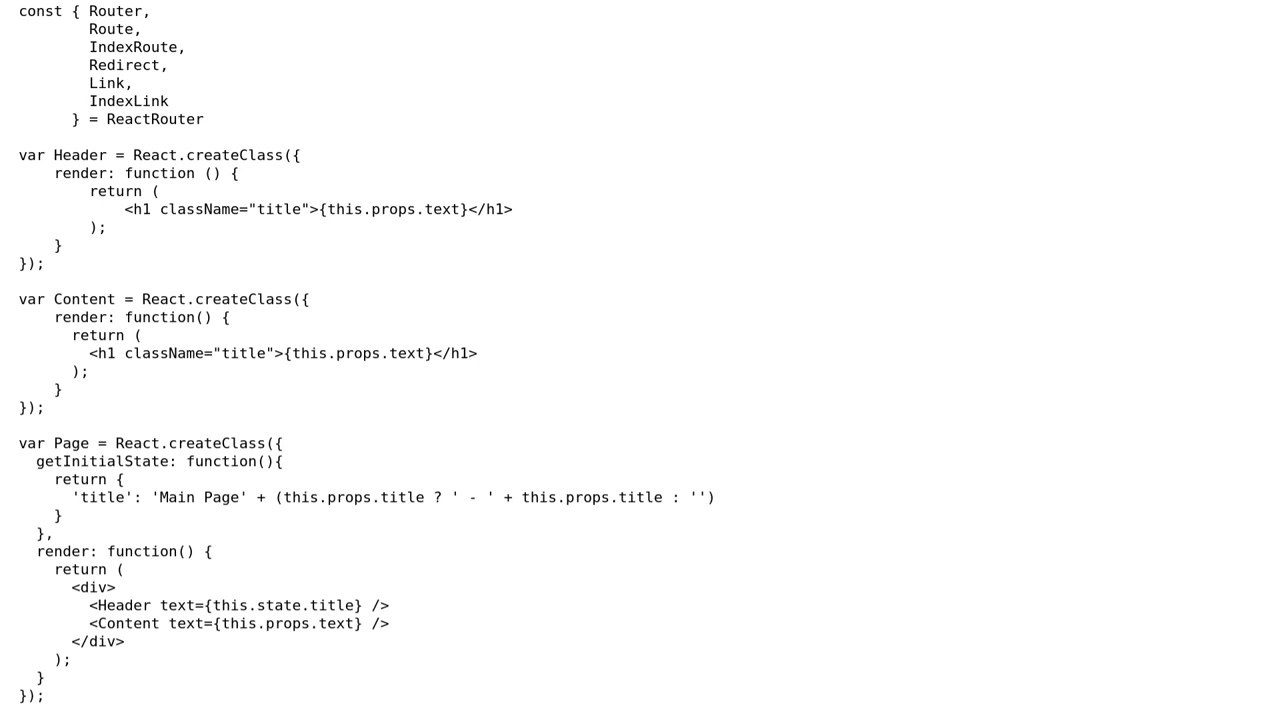 const { Router,
        Route,
        IndexRoute,
        Redirect,
        Link,
        IndexLink
      } = ReactRouter

var Header = React.createClass({
    render: function () {
        return (
            <h1 className="title">{this.props.text}</h1>
        );
    }
});

var Content = React.createClass({
    render: function() {
      return (
        <h1 className="title">{this.props.text}</h1>
      );
    }
});

var Page = React.createClass({
  getInitialState: function(){
    return {
      'title': 'Main Page' + (this.props.title ? ' - ' + this.props.title : '')
    }
  },
  render: function() {
    return (
      <div>
        <Header text={this.state.title} />
        <Content text={this.props.text} />
      </div>
    );
  }
});